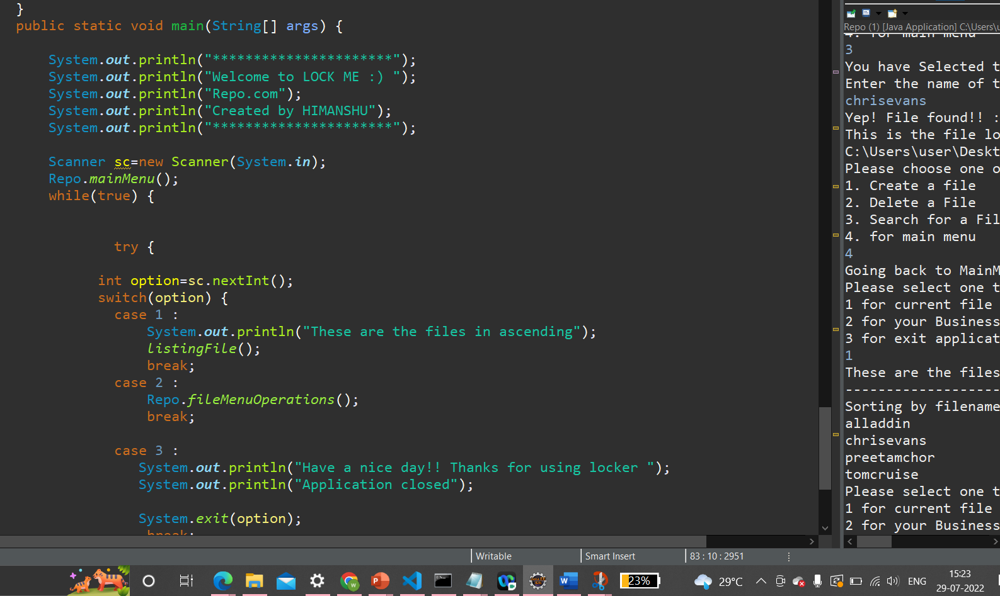 }
public static void main(String[] args) {
System.out.println("**********************");
System.out.println("Welcome to LOCK ME :) ");
System.out.println("Repo.com");
System.out.println("Created by HIMANSHU");
System.out.println("**********************");
Scanner sc=new Scanner(System.in);
Repo.mainMenu();
while(true) {
try {
int option=sc.nextInt();
switch(option) {
case 1 :
System.out.println("These are the files in ascending");
listingFile();
break;
case 2 :
Repo.fileMenuOperations();
break;
case 3 :
System.out.println("Have a nice day!! Thanks for using locker ");
System.out.println("Application closed");
System.exit(option);
break;
Repo (1) [Java Application] C:\Users\u
4. for main menu
3
You have Selected t
Enter the name of t
chrisevans
Yep! File found!! :
This is the file lo
C:\Users\user\Deskt
Please choose one o
1. Create a file
2. Delete a File
3. Search for a Fil
4. for main menu
4
Going back to MainM
Please select one t
1 for current file
2 for your Business
3 for exit applicat
1
These are the files
-------------------
Sorting by filename
alladdin
chrisevans
preetamchor
tomcruise
Please select one t
1 for current file
2 for your Business
Writable
Smart Insert
83 : 10 : 2951
23%
29°C
ENG
15:23
29-07-2022